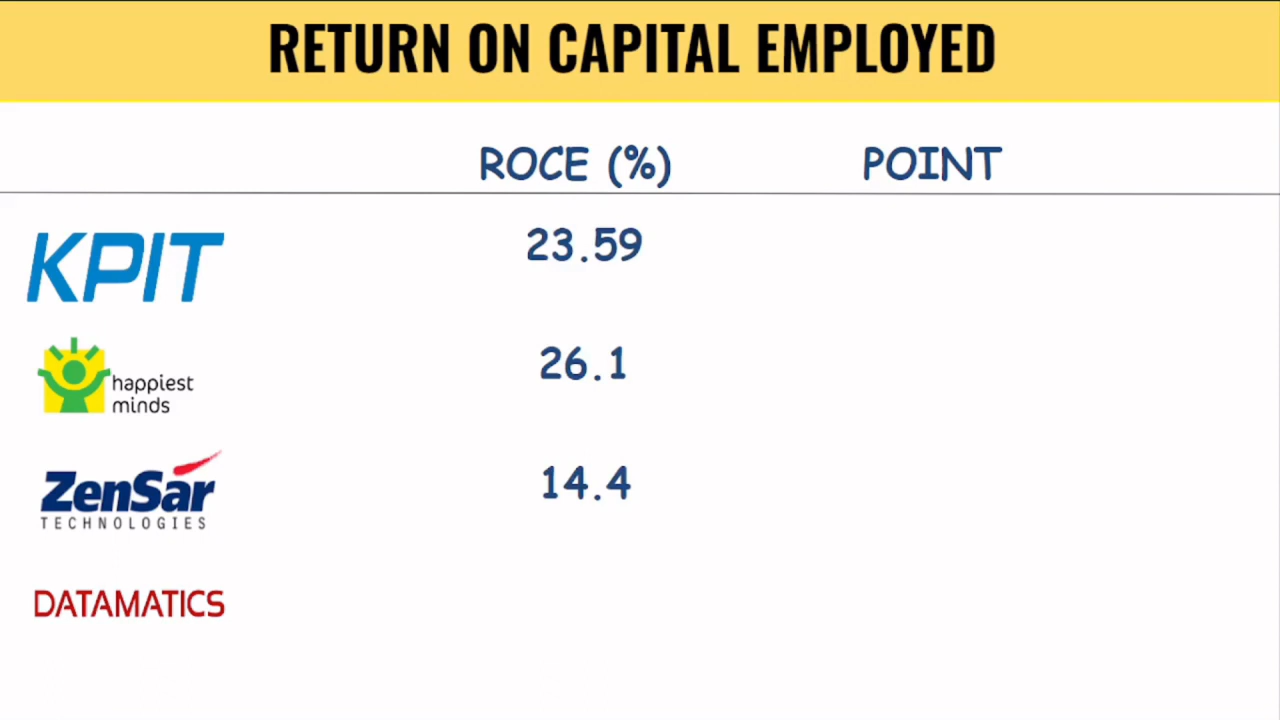 RETURN ON CAPITAL EMPLOYED
ROCE (%) POINT
KPIT 23.59
happiest minds 26.1
ZenSar 14.4
TECHNOLOGIES
DATAMATICS